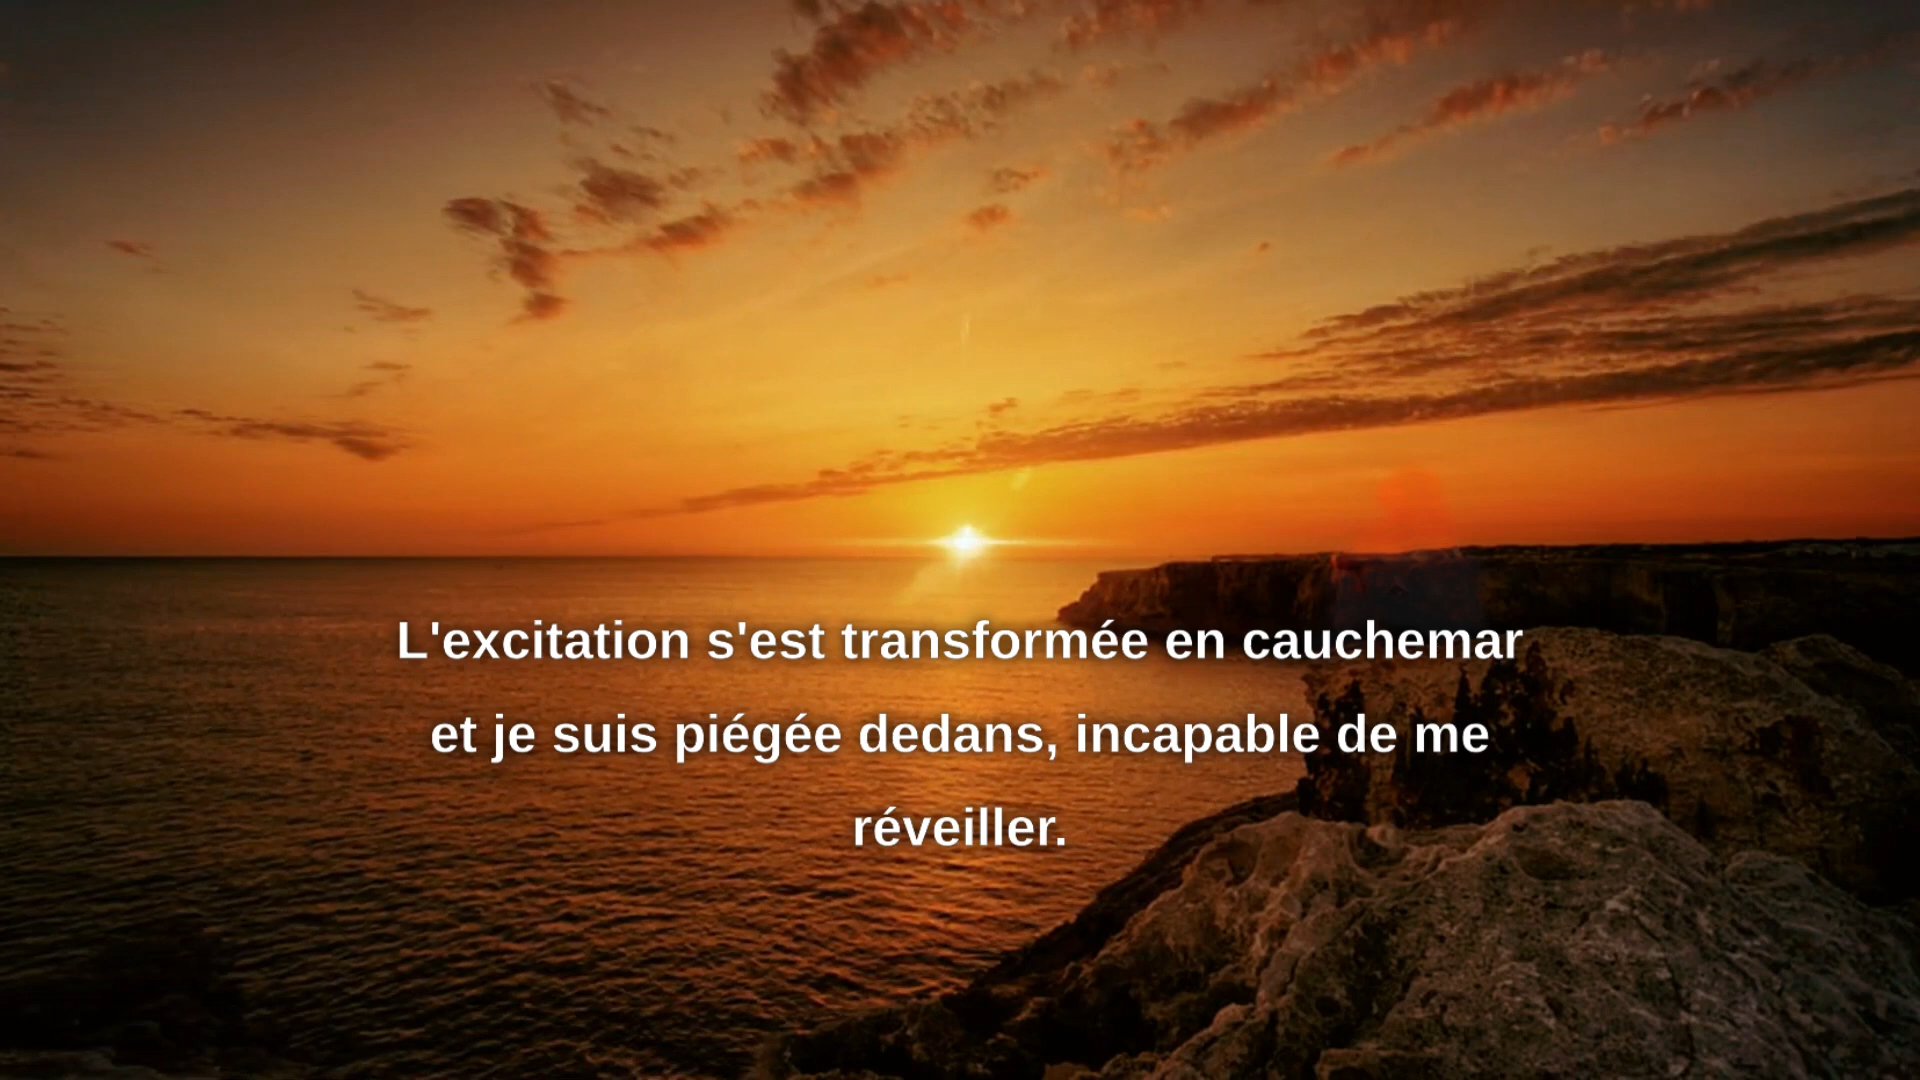 L'excitation s'est transformée en cauchemar
et je suis piégée dedans, incapable de me
réveiller.